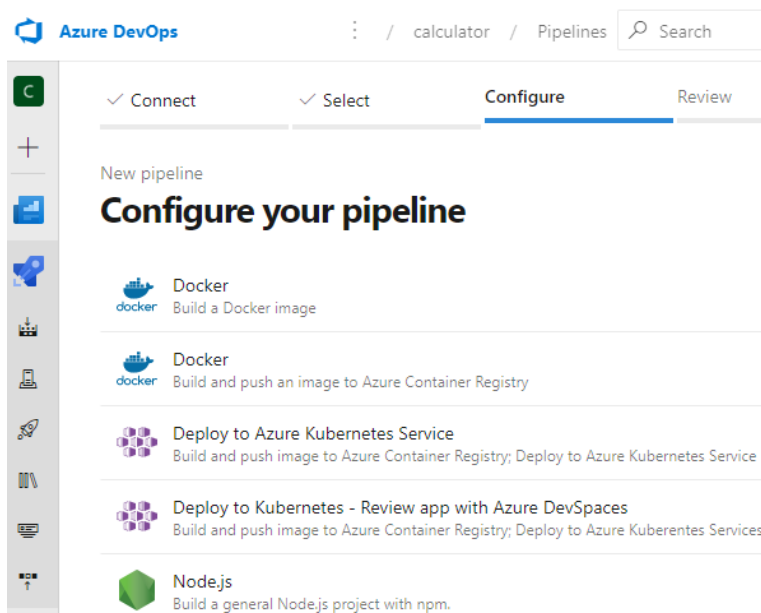 Azure DevOps
/ calculator / Pipelines Search
C
Connect
Select
Configure
Review
New pipeline
Configure your pipeline
docker
Docker
Build a Docker image
docker
Docker
Build and push an image to Azure Container Registry
Deploy to Azure Kubernetes Service
Build and push image to Azure Container Registry; Deploy to Azure Kubernetes Service
Deploy to Kubernetes - Review app with Azure DevSpaces
Build and push image to Azure Container Registry; Deploy to Azure Kuberentes Services
Node.js
Build a general Node.js project with npm.